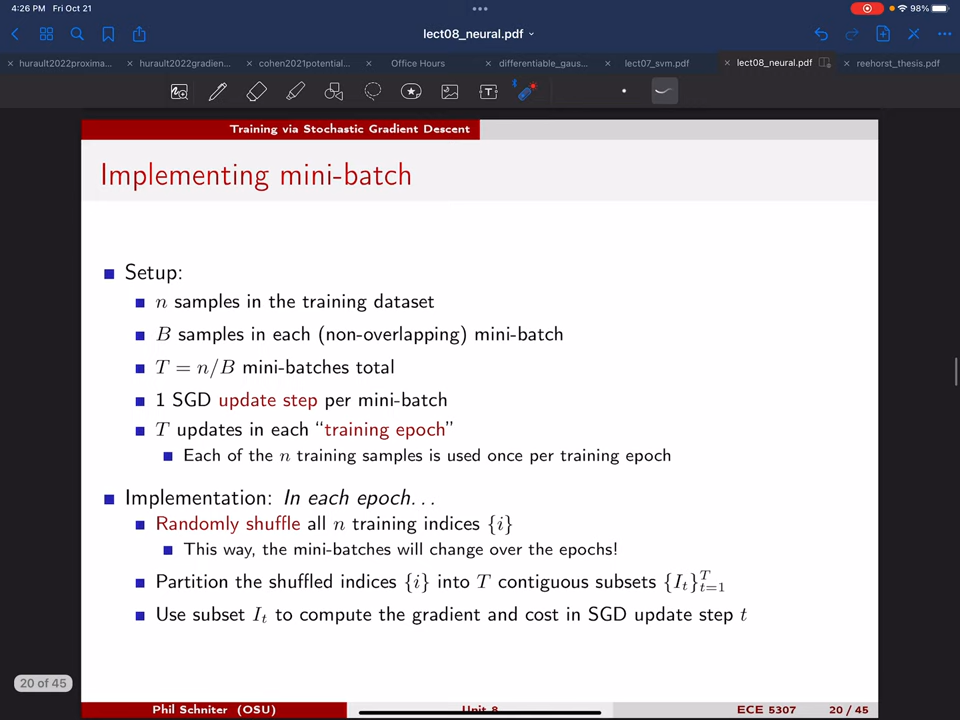 4:26 PM Fri Oct 21
98%
lect08_neural.pdf
hurault2022proxima...
hurault2022gradien...
cohen2021potential...
Office Hours
differentiable_gaus...
lect07_svm.pdf
lect08_neural.pdf
reehorst_thesis.pdf
Training via Stochastic Gradient Descent
Implementing mini-batch
Setup:
n samples in the training dataset
B samples in each (non-overlapping) mini-batch
T = n/B mini-batches total
1 SGD update step per mini-batch
T updates in each “training epoch”
Each of the n training samples is used once per training epoch
Implementation: In each epoch...
Randomly shuffle all n training indices {i}
This way, the mini-batches will change over the epochs!
Partition the shuffled indices {i} into T contiguous subsets {I_t}_{t=1}^T
Use subset I_t to compute the gradient and cost in SGD update step t
20 of 45
Phil Schniter (OSU)
Unit 8
ECE 5307
20 / 45